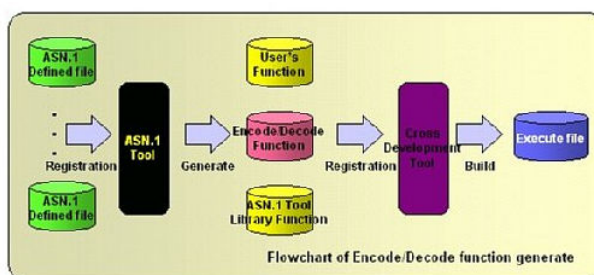 ASN.1
Defined file
Registration
ASN.1
Defined file
ASN.1
Tool
Generate
User's
Function
Encode/Decode
Function
ASN.1 Tool
Library Function
Registration
Cross
Development
Tool
Build
Execute file
Flowchart of Encode/Decode function generate